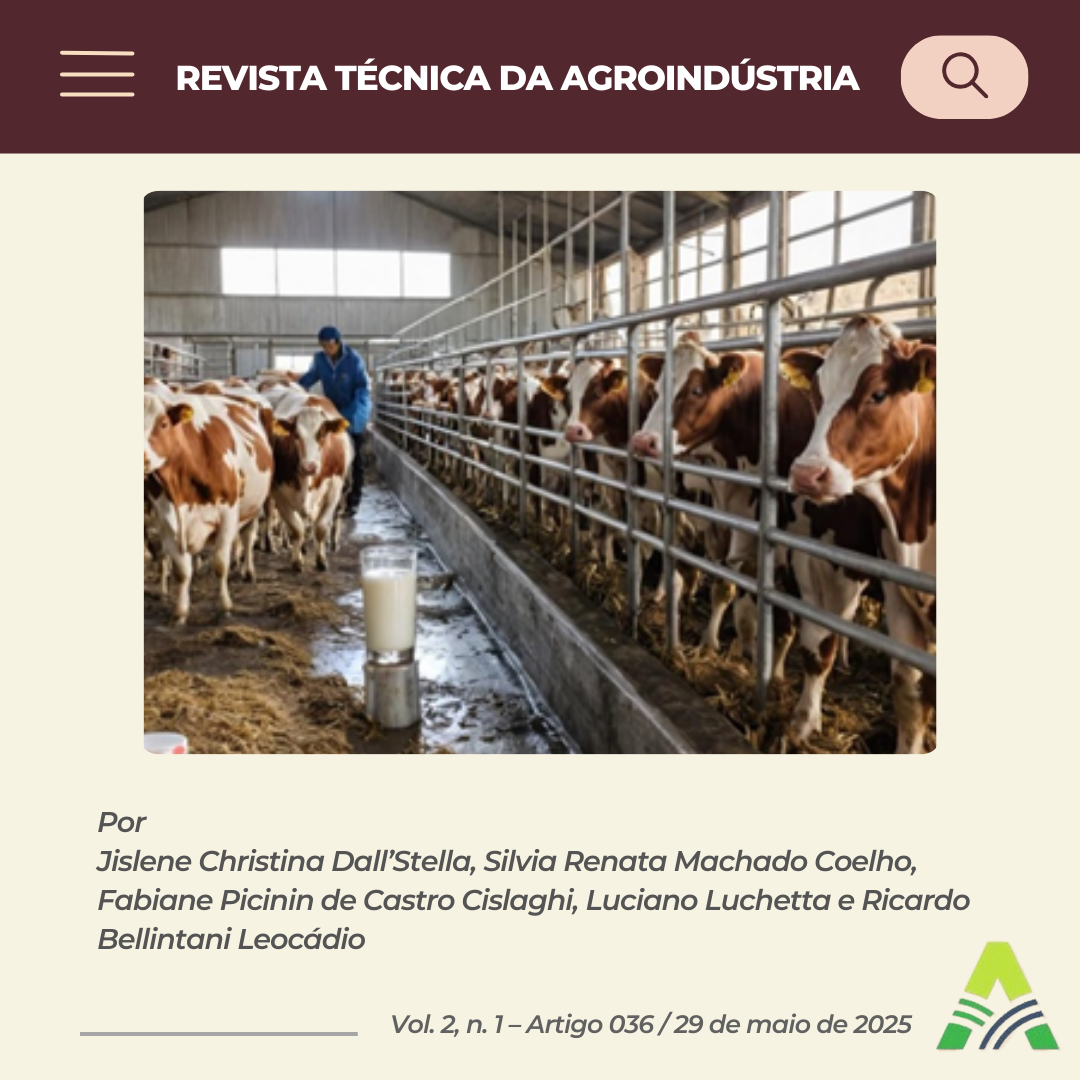 REVISTA TÉCNICA DA AGROINDÚSTRIA
Por
Jislene Christina Dall’Stella, Silvia Renata Machado Coelho,
Fabiane Picinin de Castro Cislaghi, Luciano Luchetta e Ricardo
Bellintani Leocádio
Vol. 2, n. 1 – Artigo 036 / 29 de maio de 2025